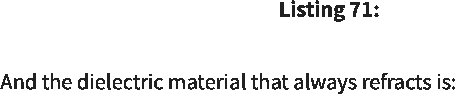 Listing 71:
And the dielectric material that always refracts is: